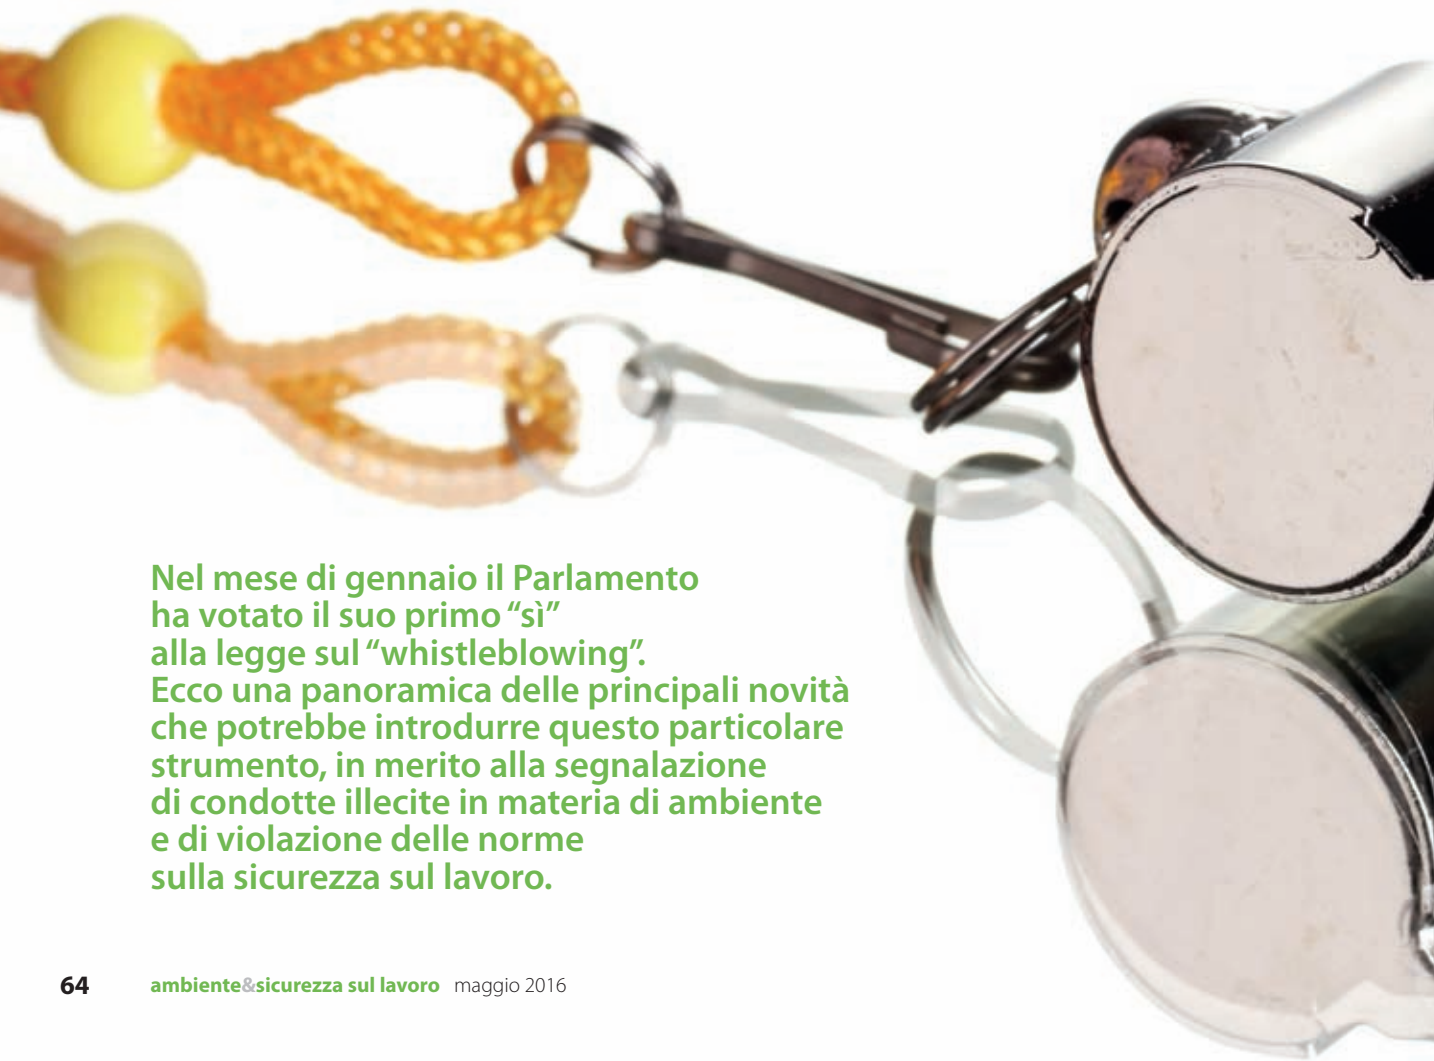 Nel mese di gennaio il Parlamento
ha votato il suo primo “sì”
alla legge sul “whistleblowing”.
Ecco una panoramica delle principali novità
che potrebbe introdurre questo particolare
strumento, in merito alla segnalazione
di condotte illecite in materia di ambiente
e di violazione delle norme
sulla sicurezza sul lavoro.
64 ambiente&sicurezza sul lavoro maggio 2016